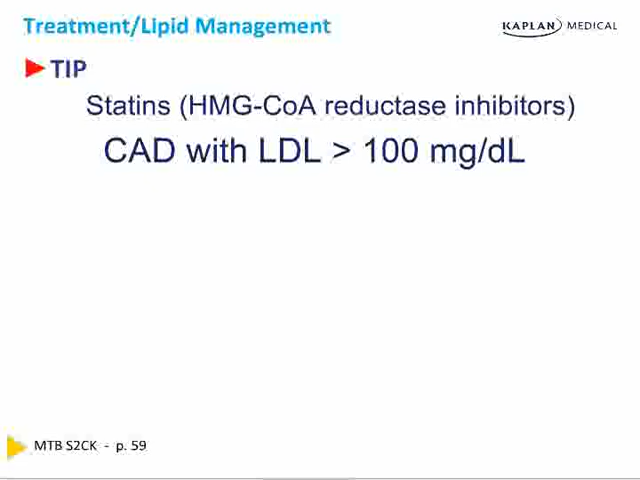 Treatment/Lipid Management
KAPLAN MEDICAL
TIP
Statins (HMG-CoA reductase inhibitors)
CAD with LDL > 100 mg/dL
MTB S2CK - p. 59